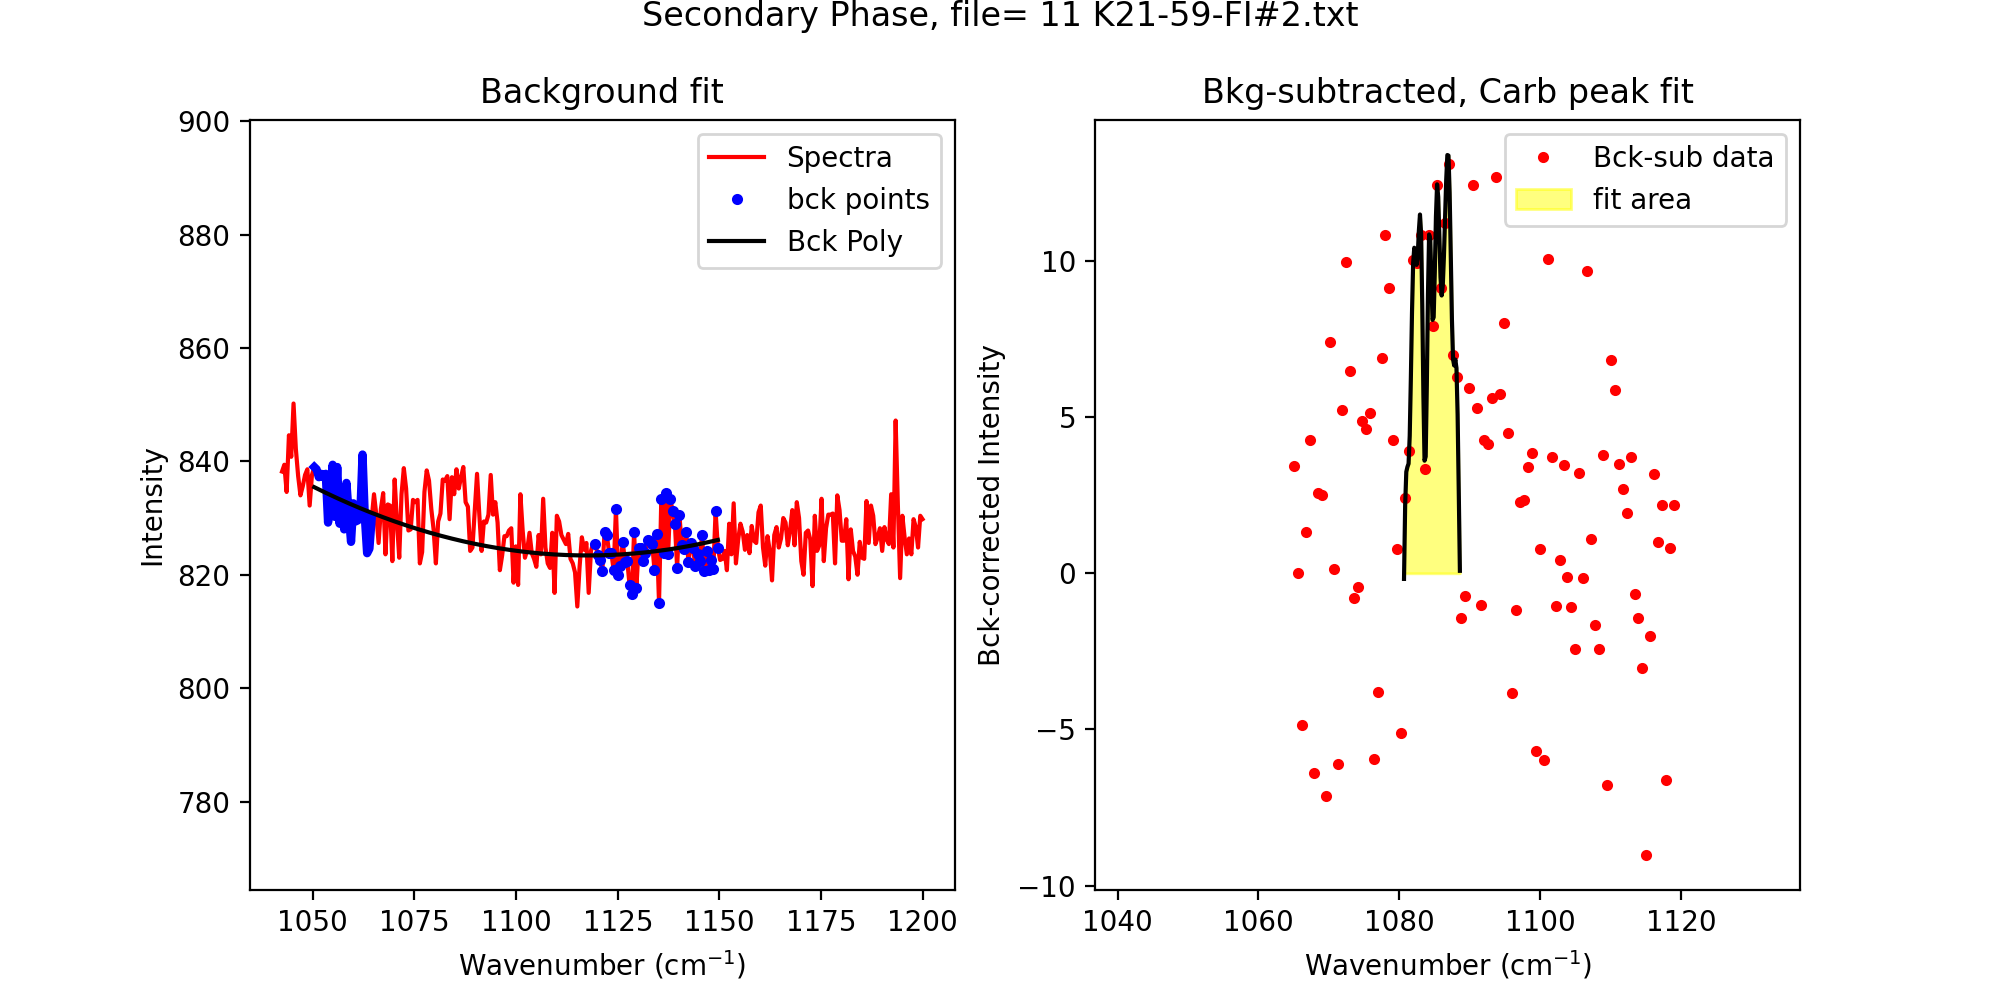 Secondary Phase, file= 11 K21-59-FI#2.txt
Background fit
900
880
860
840
820
800
780
Intensity
Spectra
bck points
Bck Poly
1050 1075 1100 1125 1150 1175 1200
Wavenumber (cm⁻¹)
Bkg-subtracted, Carb peak fit
10
5
0
−5
−10
Bck-corrected Intensity
Bck-sub data
fit area
1040 1060 1080 1100 1120
Wavenumber (cm⁻¹)